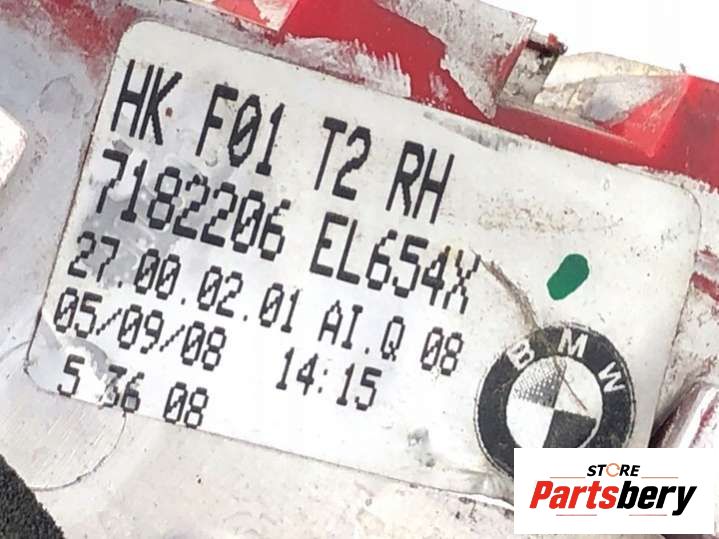 HK F01 T2 RH
7182206 EL654X
27.00.02.01 AI.Q 08
05/09/08 14:15
5 36 08
BMW
STORE
Partsbery